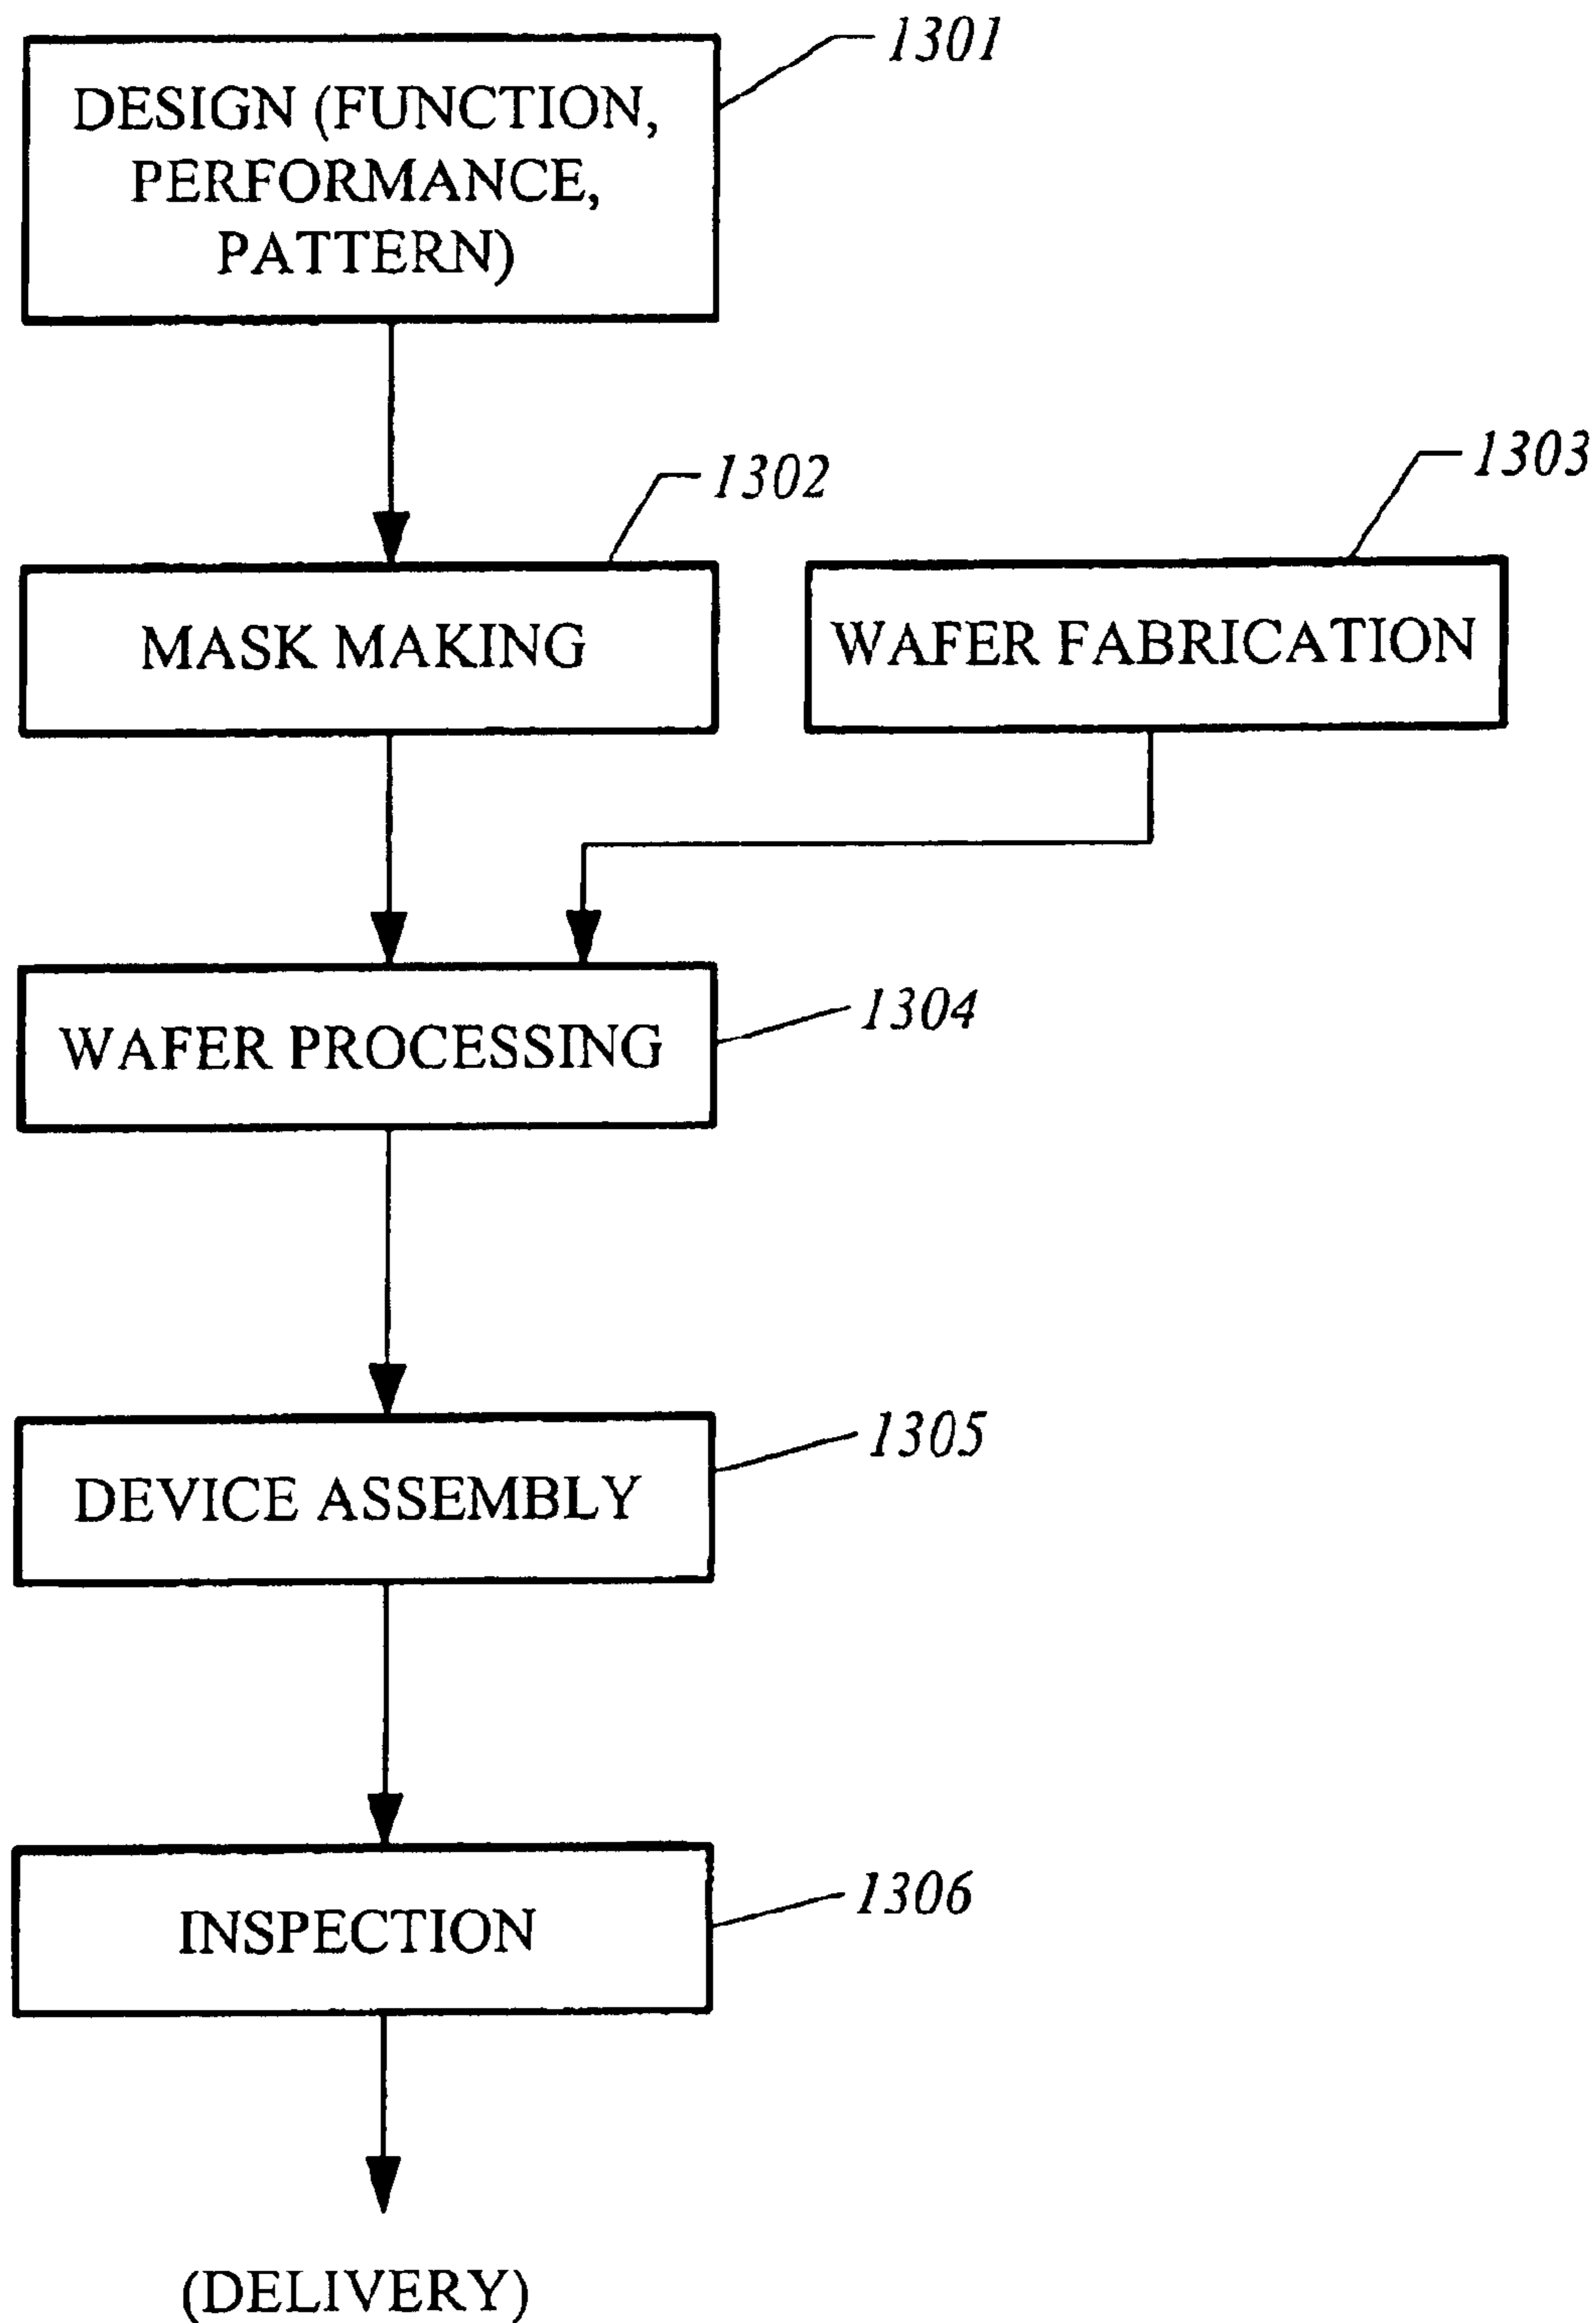 1301
DESIGN (FUNCTION,
PERFORMANCE,
PATTERN)
1302
1303
MASK MAKING
WAFER FABRICATION
1304
WAFER PROCESSING
1305
DEVICE ASSEMBLY
1306
INSPECTION
(DELIVERY)